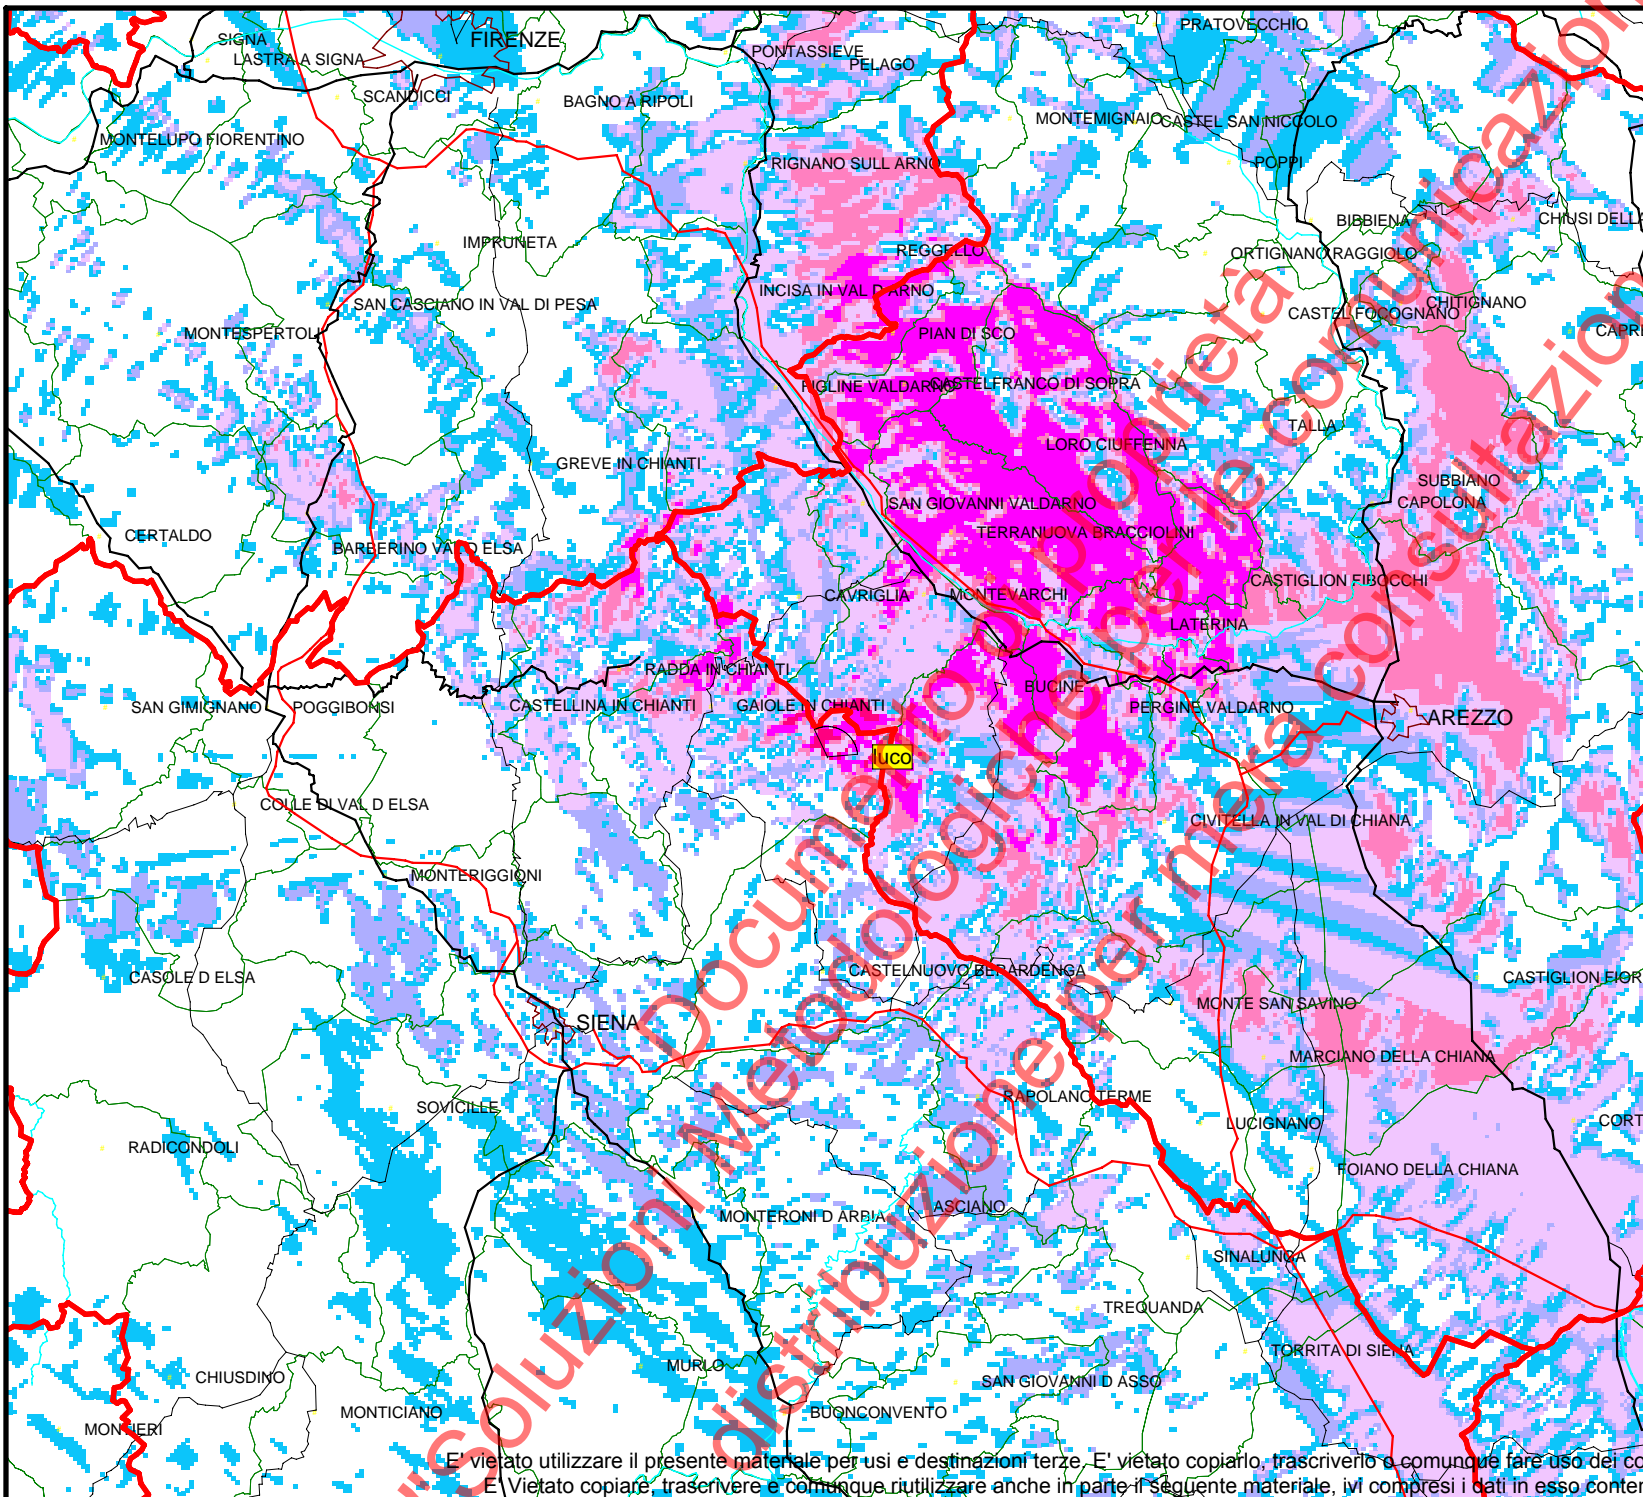 PRATOVECCHIO
SIGNA
FIRENZE
LASTRA A SIGNA
PONTASSIEVE
PELAGO
SCANDICCI
BAGNO A RIPOLI
MONTEMIGNAIO
CASTEL SAN NICCOLO
MONTELUPO FIORENTINO
RIGNANO SULL ARNO
POPPI
BIBBIENA
CHIUSI DELLA
IMPRUNETA
REGGELLO
ORTIGNANO RAGGIOLO
INCISA IN VAL D ARNO
SAN CASCIANO IN VAL DI PESA
CHITIGNANO
CASTEL FOCOGNANO
MONTESPERTOLI
PIAN DI SCO
CAPRE
FIGLINE VALDARNO
CASTELFRANCO DI SOPRA
TALLA
LORO CIUFFENNA
GREVE IN CHIANTI
SUBBIANO
SAN GIOVANNI VALDARNO
CAPOLONA
CERTALDO
TERRANUOVA BRACCIOLINI
BARBERINO VAL D ELSA
CASTIGLION FIBOCCHI
CAVRIGLIA
MONTEVARCHI
LATERINA
RADDA IN CHIANTI
BUCINE
SAN GIMIGNANO
POGGIBONSI
CASTELLINA IN CHIANTI
GAIOLE IN CHIANTI
PERGINE VALDARNO
AREZZO
luco
COLLE DI VAL D ELSA
CIVITELLA IN VAL DI CHIANA
MONTERIGGIONI
CASOLE D ELSA
CASTELNUOVO BERARDENGA
CASTIGLION FIOR
MONTE SAN SAVINO
SIENA
MARCIANO DELLA CHIANA
SOVICILLE
RAPOLANO TERME
LUCIGNANO
CORT
RADICONDOLI
FOIANO DELLA CHIANA
ASCIANO
MONTERONI D ARBIA
SINALUNGA
TREQUANDA
TORRITA DI SIENA
CHIUSDINO
MURLO
SAN GIOVANNI D ASSO
MONTICIANO
BUONCONVENTO
MONTIERI
Documento di proprietà
"Soluzioni Metodologiche per le comunicazion
distribuzione per mera consultazion
E' vietato utilizzare il presente materiale per usi e destinazioni terze. E' vietato copiarlo, trascriverlo o comunque fare uso dei co
E\Vietato copiare, trascrivere e comunque riutilizzare anche in parte il seguente materiale, ivi compresi i dati in esso conten